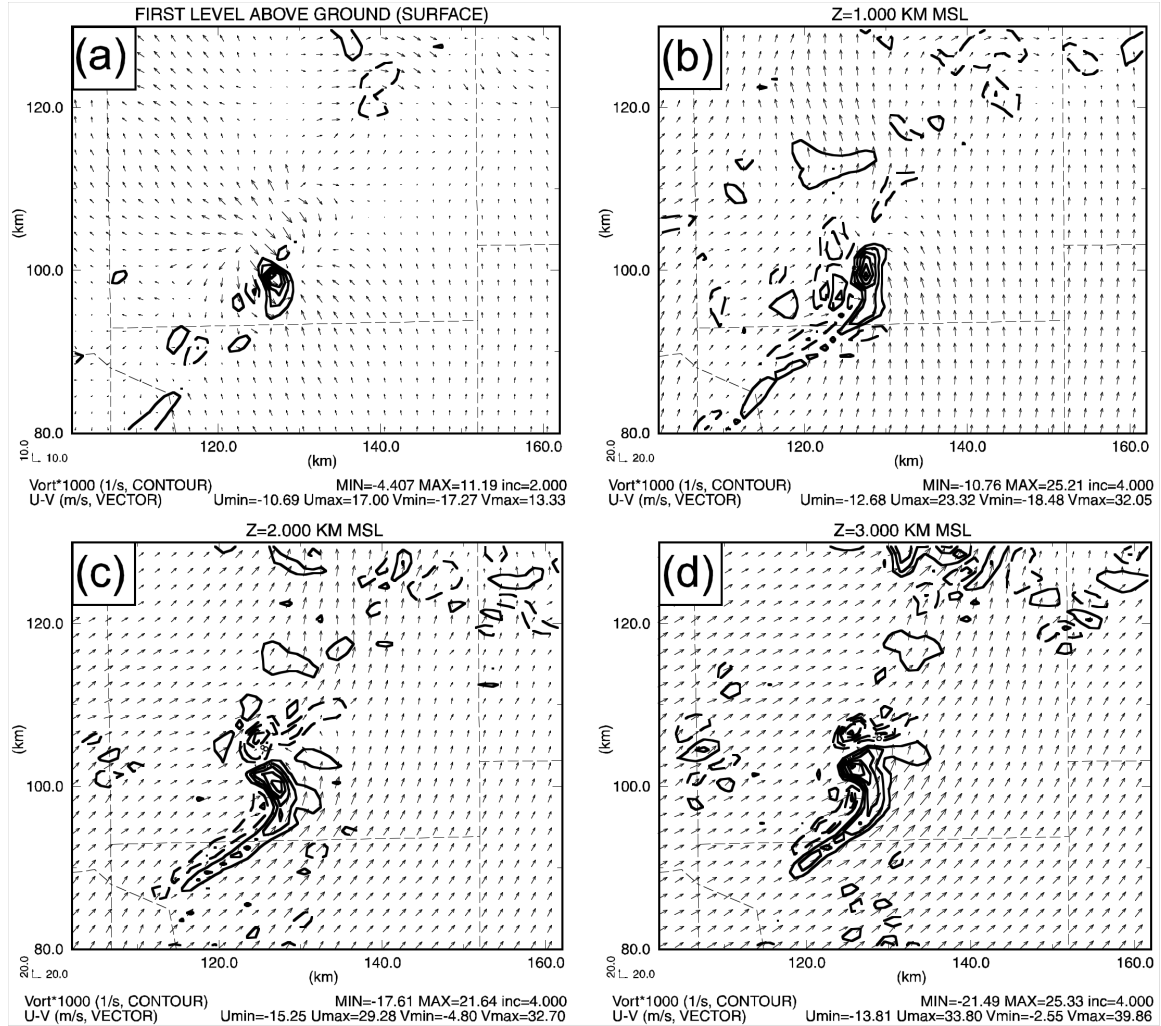 FIRST LEVEL ABOVE GROUND (SURFACE)
(a)
120.0
(km)
100.0
80.0
120.0
140.0
160.0
(km)
10.0
10.0
Vort*1000 (1/s, CONTOUR)
MIN=-4.407 MAX=11.19 inc=2.000
U-V (m/s, VECTOR)
Umin=-10.69 Umax=17.00 Vmin=-17.27 Vmax=13.33
Z=1.000 KM MSL
(b)
120.0
(km)
100.0
80.0
120.0
140.0
160.0
(km)
20.0
20.0
Vort*1000 (1/s, CONTOUR)
MIN=-10.76 MAX=25.21 inc=4.000
U-V (m/s, VECTOR)
Umin=-12.68 Umax=23.32 Vmin=-18.48 Vmax=32.05
Z=2.000 KM MSL
(c)
120.0
(km)
100.0
80.0
120.0
140.0
160.0
(km)
20.0
20.0
Vort*1000 (1/s, CONTOUR)
MIN=-17.61 MAX=21.64 inc=4.000
U-V (m/s, VECTOR)
Umin=-15.25 Umax=29.28 Vmin=-4.80 Vmax=32.70
Z=3.000 KM MSL
(d)
120.0
(km)
100.0
80.0
120.0
140.0
160.0
(km)
20.0
20.0
Vort*1000 (1/s, CONTOUR)
MIN=-21.49 MAX=25.33 inc=4.000
U-V (m/s, VECTOR)
Umin=-13.81 Umax=33.80 Vmin=-2.55 Vmax=39.86